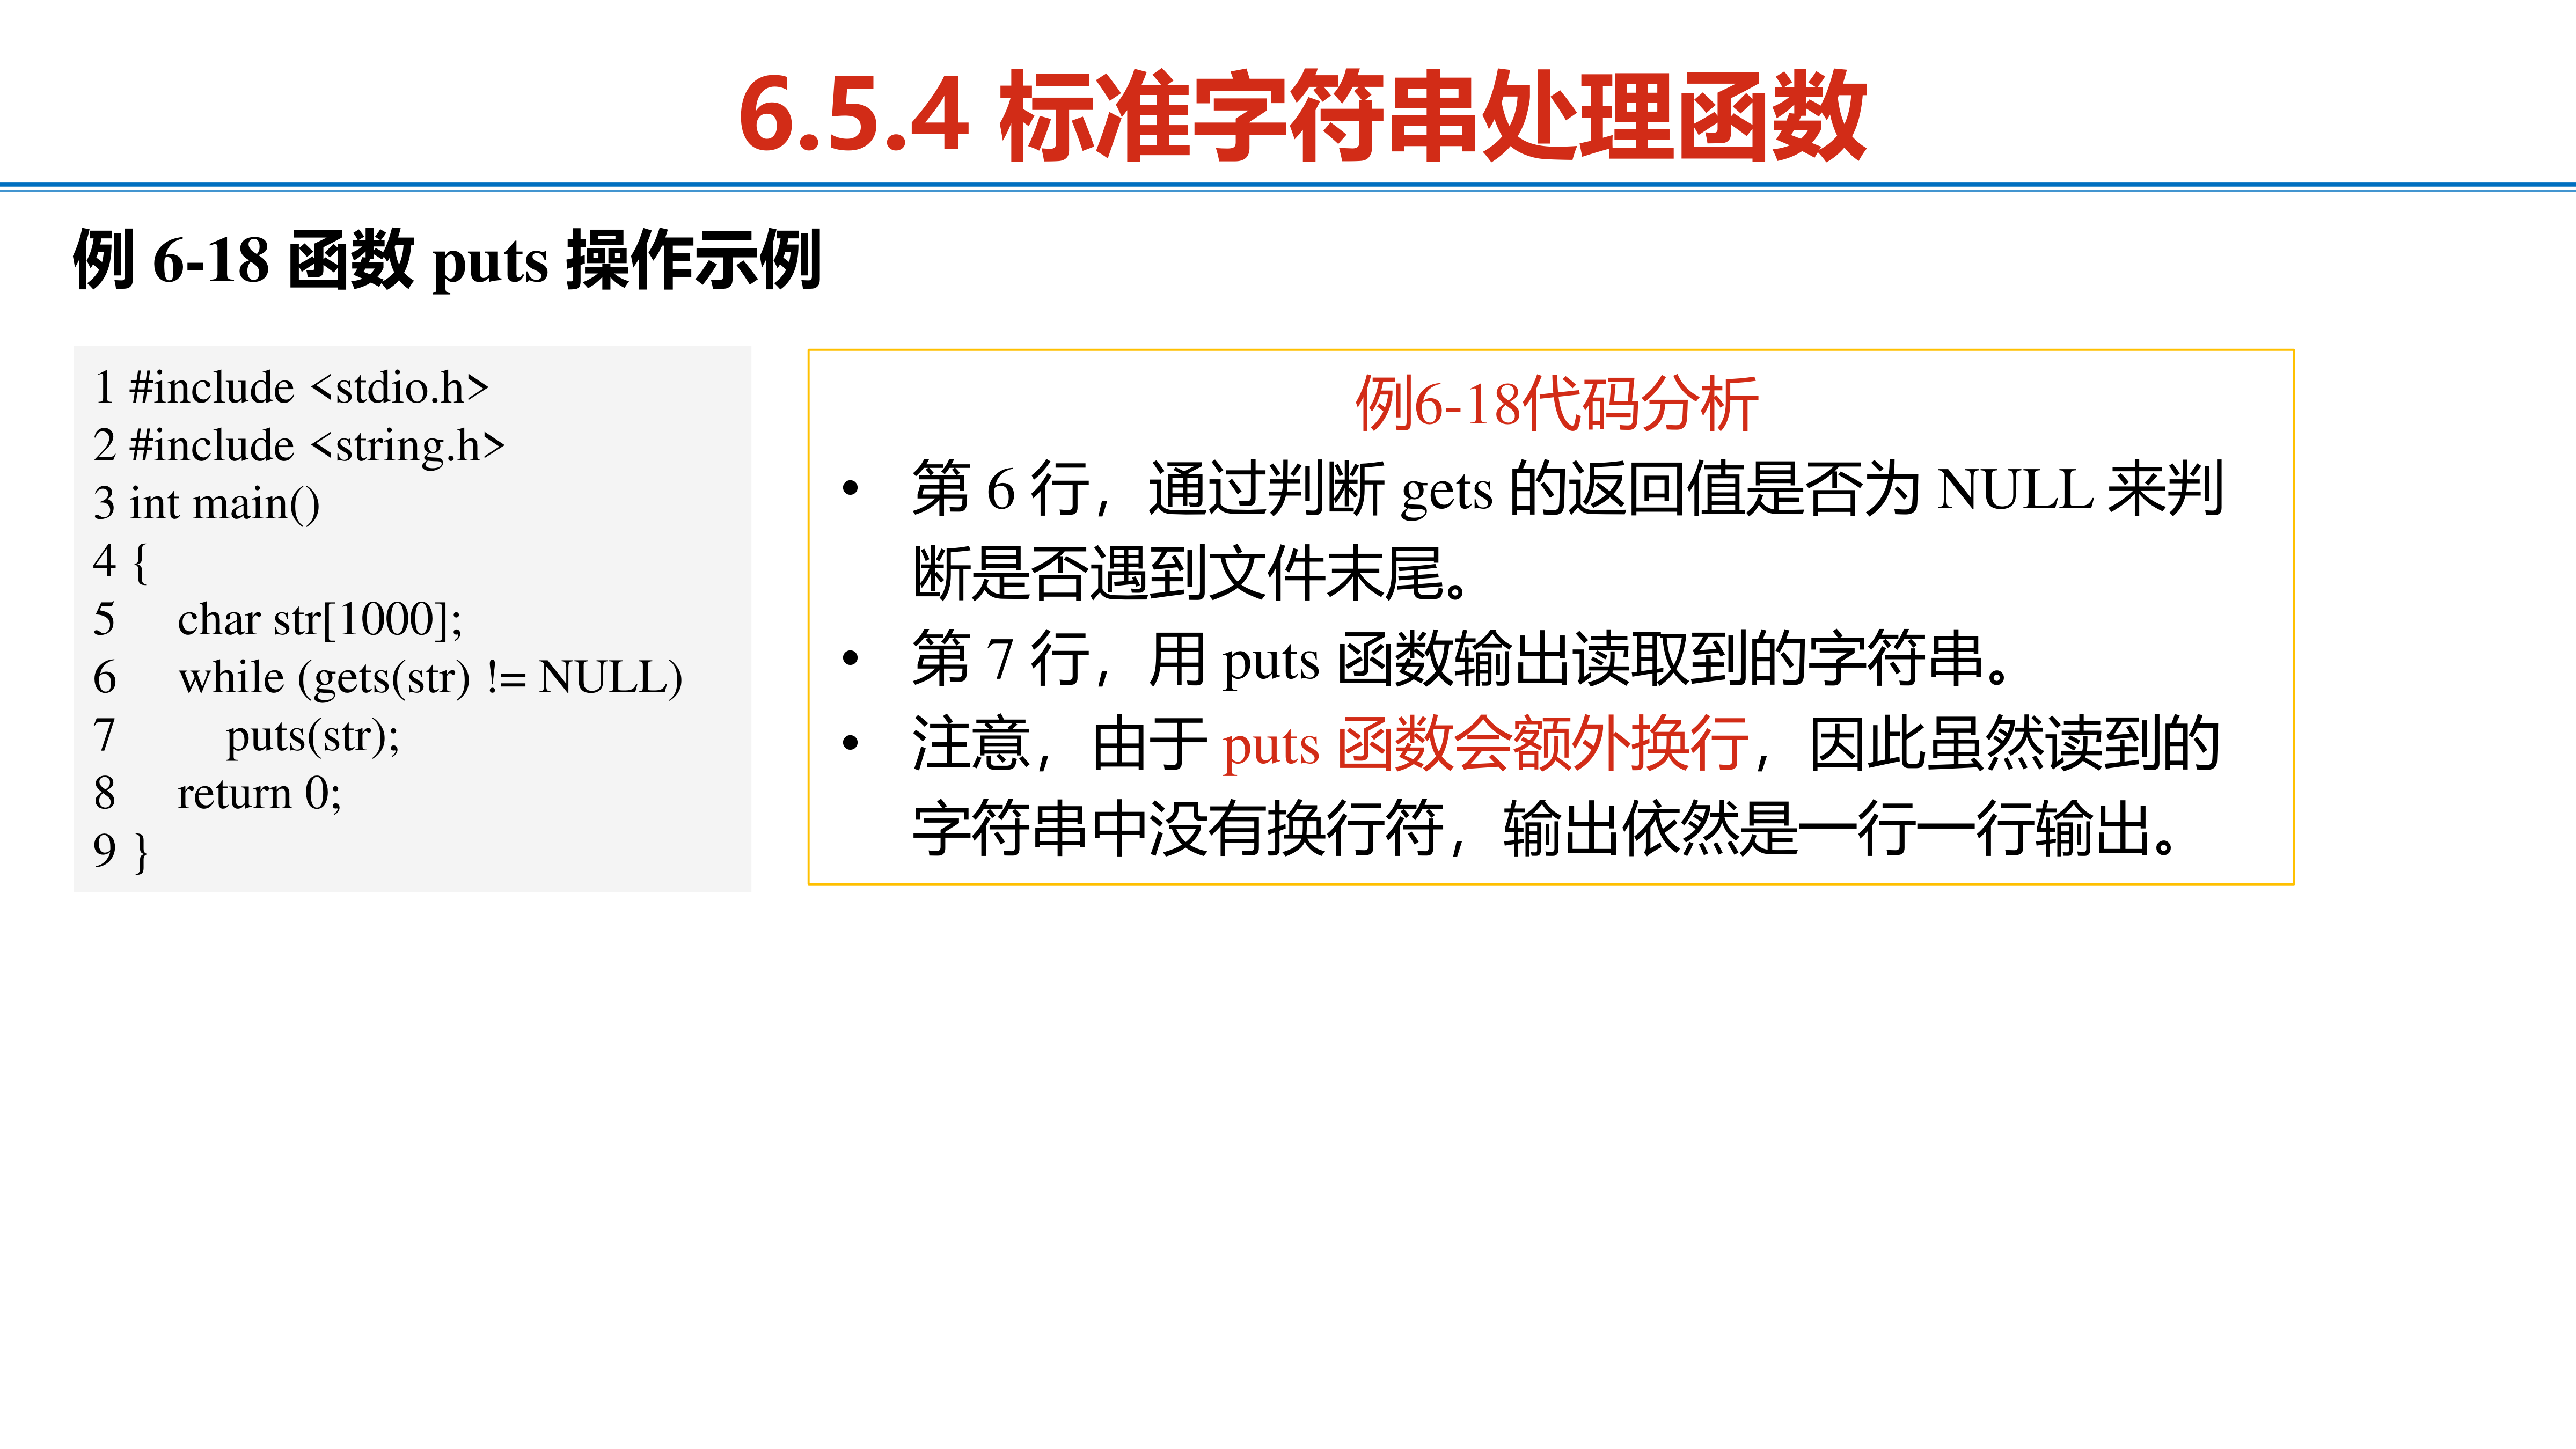 6.5.4 标准字符串处理函数
例 6-18 函数 puts 操作示例
1 #include <stdio.h>
2 #include <string.h>
3 int main()
4 {
5     char str[1000];
6     while (gets(str) != NULL)
7         puts(str);
8     return 0;
9 }
例6-18代码分析
• 第 6 行，通过判断 gets 的返回值是否为 NULL 来判
断是否遇到文件末尾。
• 第 7 行，用 puts 函数输出读取到的字符串。
• 注意，由于 puts 函数会额外换行，因此虽然读到的
字符串中没有换行符，输出依然是一行一行输出。